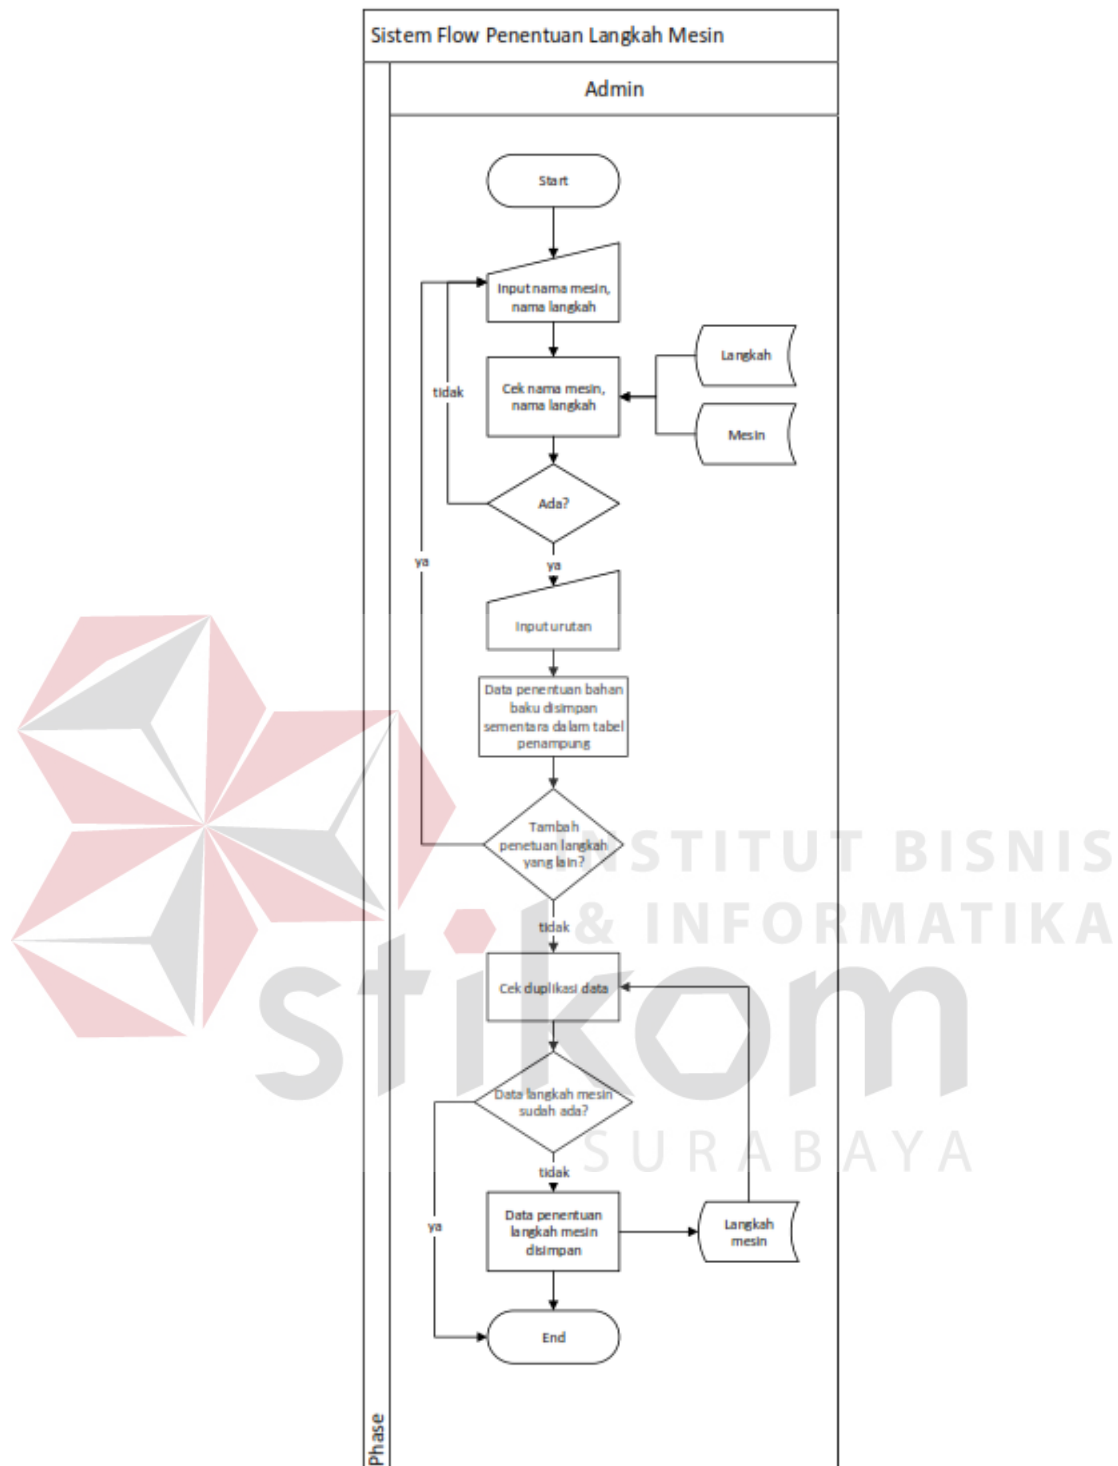 Sistem Flow Penentuan Langkah Mesin
Admin
Phase
Start
Input nama mesin,
nama langkah
Langkah
Cek nama mesin,
nama langkah
Mesin
tidak
Ada?
ya
ya
Input urutan
Data penentuan bahan
baku disimpan
sementara dalam tabel
penampung
Tambah
penetuan langkah
yang lain?
tidak
Cek duplikasi data
Data langkah mesin
sudah ada?
tidak
ya
Data penentuan
langkah mesin
disimpan
Langkah
mesin
End
INSTITUT BISNIS
& INFORMATIKA
stikom
SURABAYA